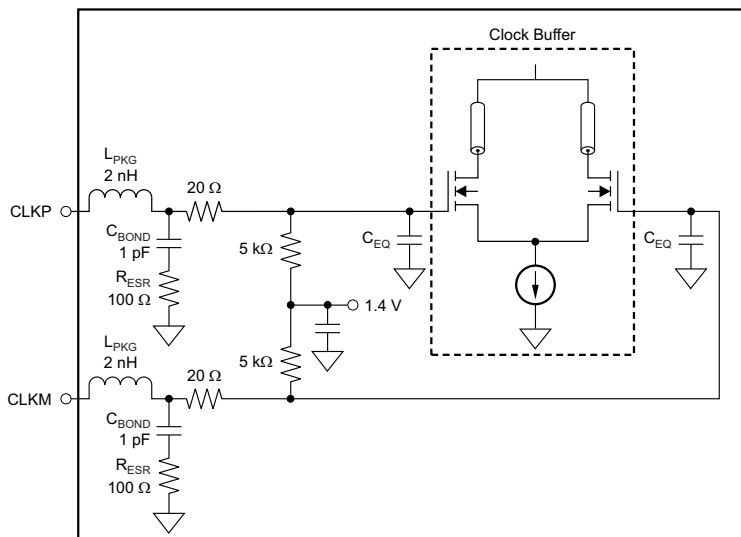 Clock Buffer
L_PKG
2 nH
20 Ω
CLKP
C_BOND
1 pF
R_ESR
100 Ω
5 kΩ
C_EQ
C_EQ
1.4 V
L_PKG
2 nH
20 Ω
5 kΩ
CLKM
C_BOND
1 pF
R_ESR
100 Ω